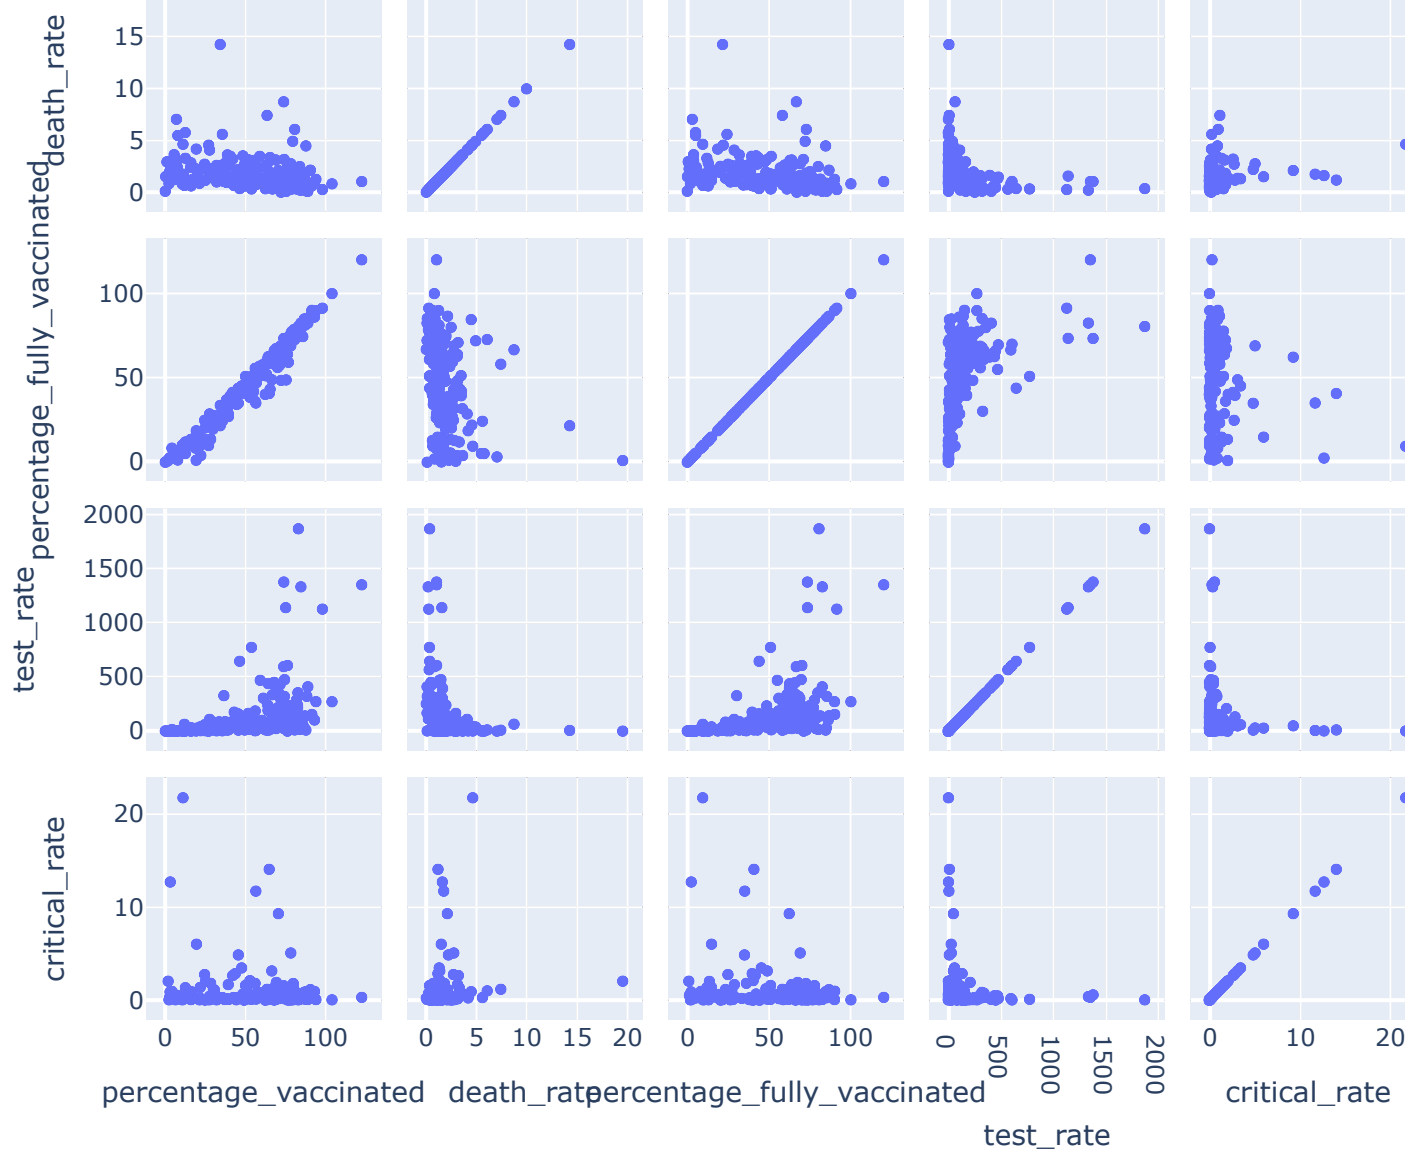 death_rate
15
10
5
0
percentage_fully_vaccinated
100
50
0
test_rate
2000
1500
1000
500
0
critical_rate
20
10
0
0 50 100 0 5 10 15 20 0 50 100 0 500 1000 1500 2000 0 10 20
percentage_vaccinated death_rate percentage_fully_vaccinated critical_rate
test_rate